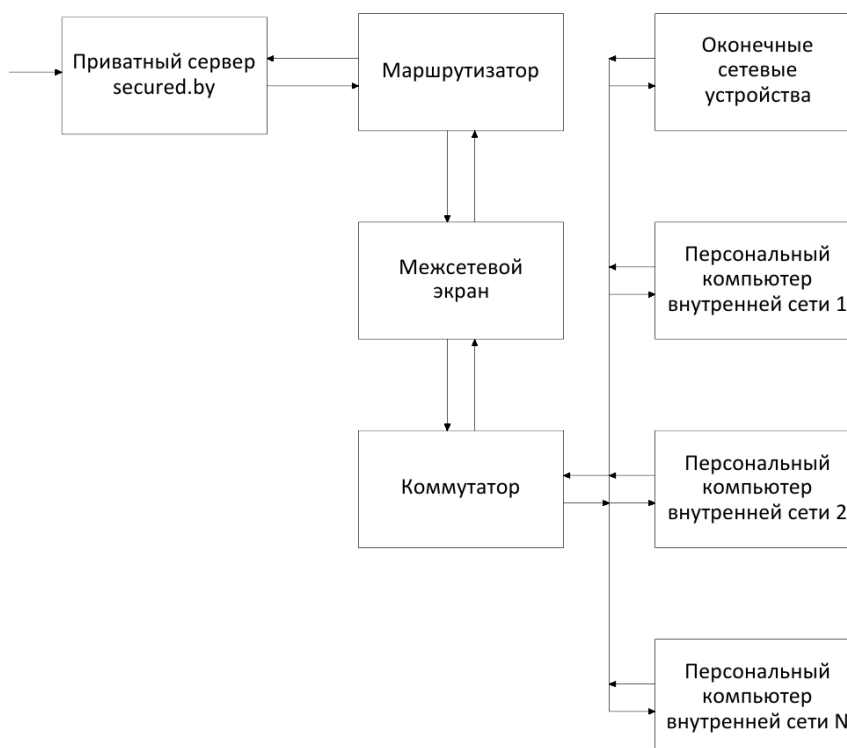 Приватный сервер
secured.by
Маршрутизатор
Оконечные
сетевые
устройства
Межсетевой
экран
Персональный
компьютер
внутренней сети 1
Коммутатор
Персональный
компьютер
внутренней сети 2
Персональный
компьютер
внутренней сети N